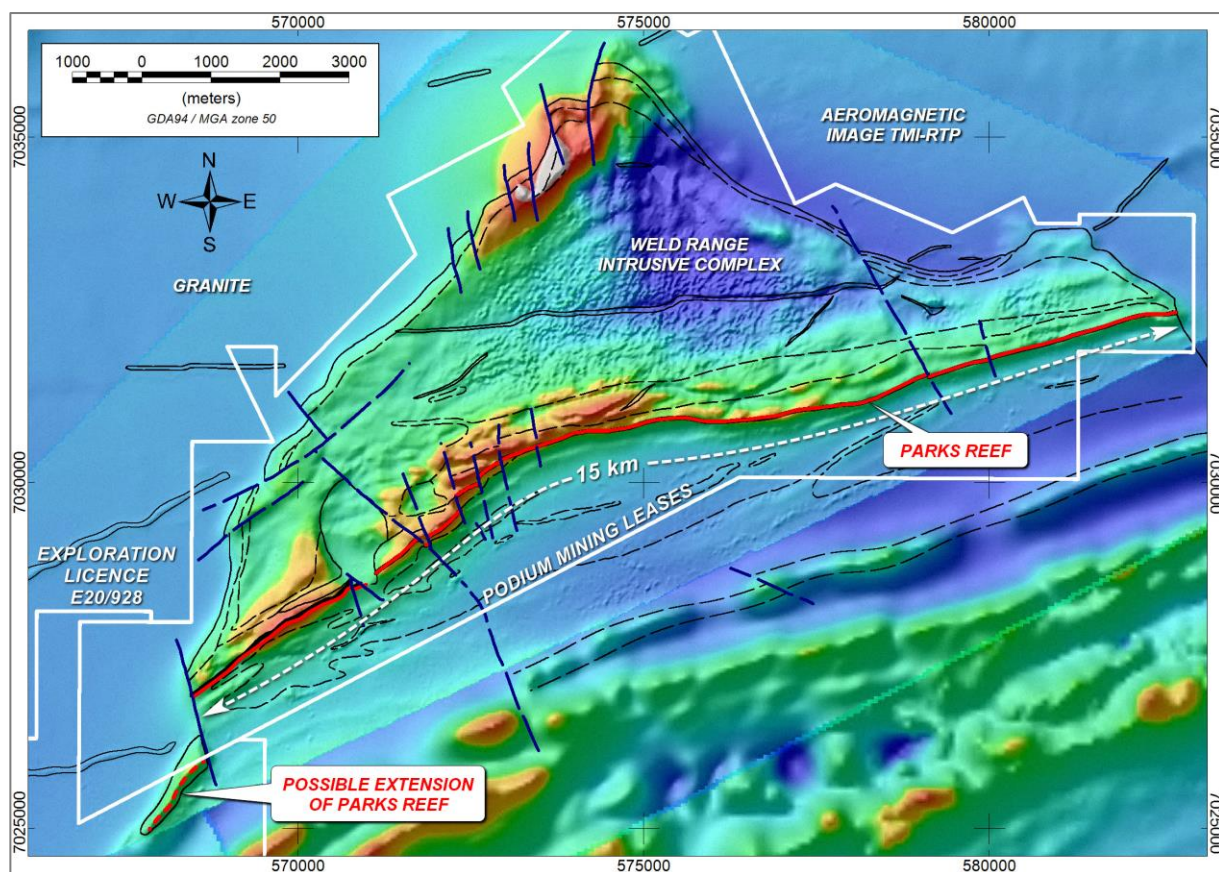 570000
575000
580000
1000 0 1000 2000 3000
(meters)
GDA94 / MGA zone 50
N
W E
S
AEROMAGNETIC
IMAGE TMI-RTP
7035000
7035000
WELD RANGE
INTRUSIVE COMPLEX
GRANITE
PARKS REEF
15 km
7030000
7030000
PODIUM MINING LEASES
EXPLORATION
LICENCE
E20/928
POSSIBLE EXTENSION
OF PARKS REEF
7025000
7025000
570000
575000
580000